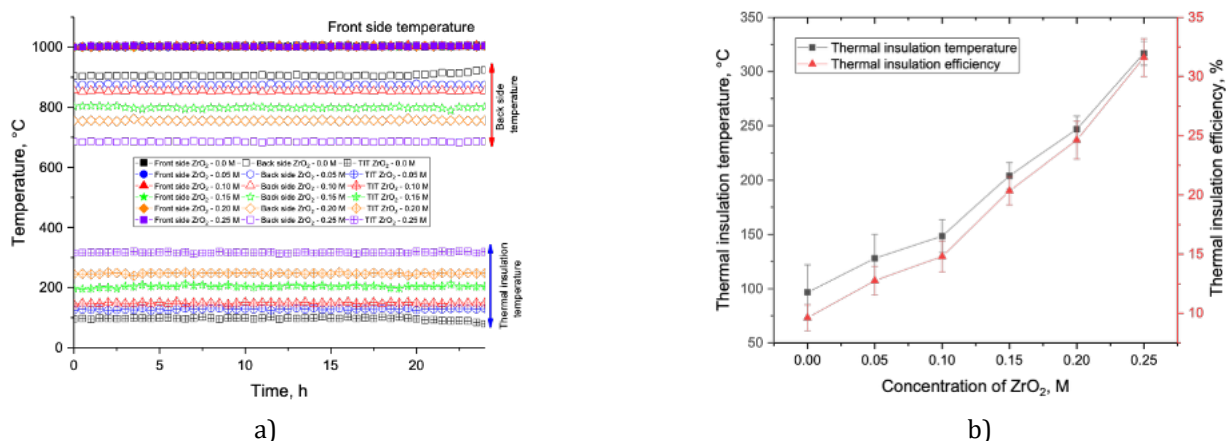 Front side temperature
1000
800
600
400
200
0
Temperature, °C
Back side
temperature
Front side ZrO₂ - 0.0 M Back side ZrO₂ - 0.0 M TIT ZrO₂ - 0.0 M
Front side ZrO₂ - 0.05 M Back side ZrO₂ - 0.05 M TIT ZrO₂ - 0.05 M
Front side ZrO₂ - 0.10 M Back side ZrO₂ - 0.10 M TIT ZrO₂ - 0.10 M
Front side ZrO₂ - 0.15 M Back side ZrO₂ - 0.15 M TIT ZrO₂ - 0.15 M
Front side ZrO₂ - 0.20 M Back side ZrO₂ - 0.20 M TIT ZrO₂ - 0.20 M
Front side ZrO₂ - 0.25 M Back side ZrO₂ - 0.25 M TIT ZrO₂ - 0.25 M
Thermal insulation
temperature
0 5 10 15 20
Time, h
a)
350
300
250
200
150
100
50
Thermal insulation temperature, °C
Thermal insulation temperature
Thermal insulation efficiency
35
30
25
20
15
10
Thermal insulation efficiency, %
0.00 0.05 0.10 0.15 0.20 0.25
Concentration of ZrO₂, M
b)